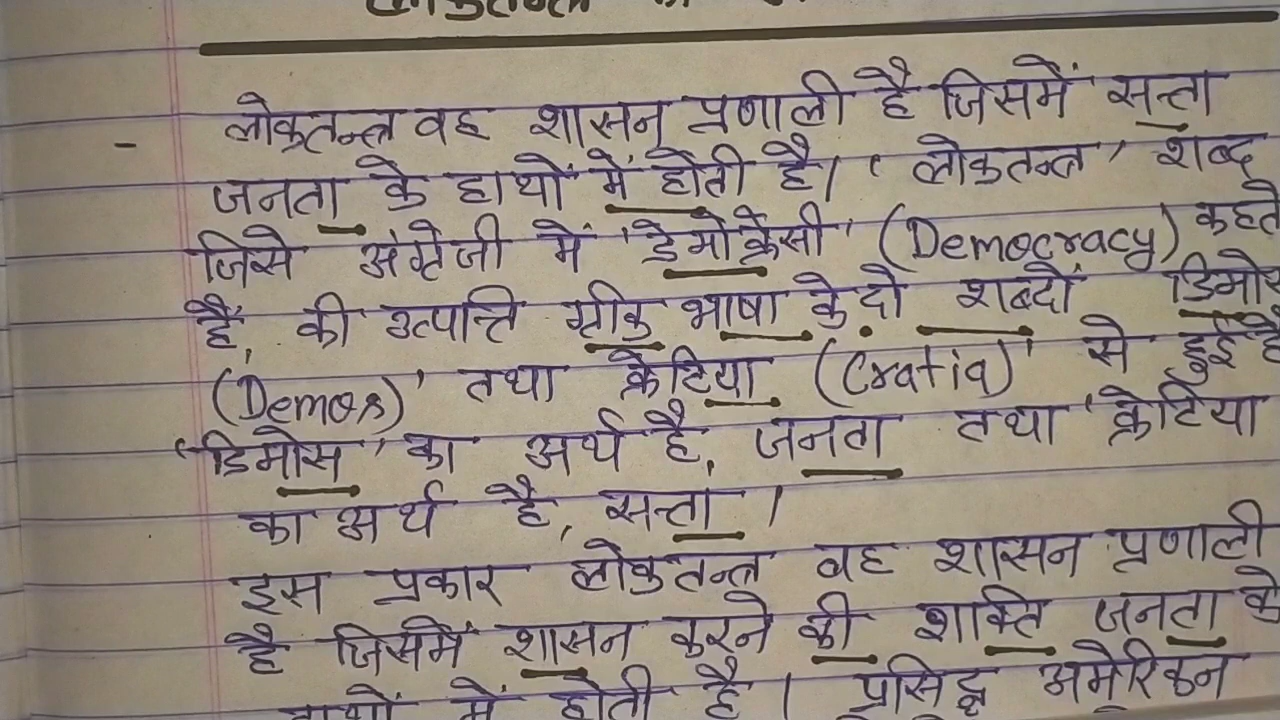 लोकतन्त्र का
लोकतन्त्र वह शासन प्रणाली है जिसमें सत्ता
जनता के हाथों में होती है। 'लोकतन्त्र' शब्द
जिसे अंग्रेजी में 'डेमोक्रेसी' (Democracy) कहते
हैं, की उत्पत्ति ग्रीक भाषा के दो शब्दों 'डिमोस
(Demos)' तथा 'क्रेटिया (Cratia)' से हुई है
'डिमोस' का अर्थ है, जनता तथा 'क्रेटिया
का अर्थ है, सत्ता।
इस प्रकार लोकतन्त्र वह शासन प्रणाली
है जिसमें शासन करने की शक्ति जनता के
हाथों में होती है। प्रसिद्ध अमेरिकन